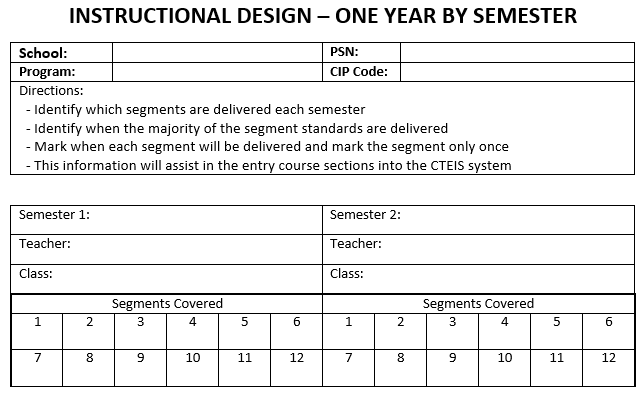 INSTRUCTIONAL DESIGN – ONE YEAR BY SEMESTER
School: PSN:
Program: CIP Code:
Directions:
- Identify which segments are delivered each semester
- Identify when the majority of the segment standards are delivered
- Mark when each segment will be delivered and mark the segment only once
- This information will assist in the entry course sections into the CTEIS system
Semester 1: Semester 2:
Teacher: Teacher:
Class: Class:
Segments Covered Segments Covered
1 2 3 4 5 6 1 2 3 4 5 6
7 8 9 10 11 12 7 8 9 10 11 12